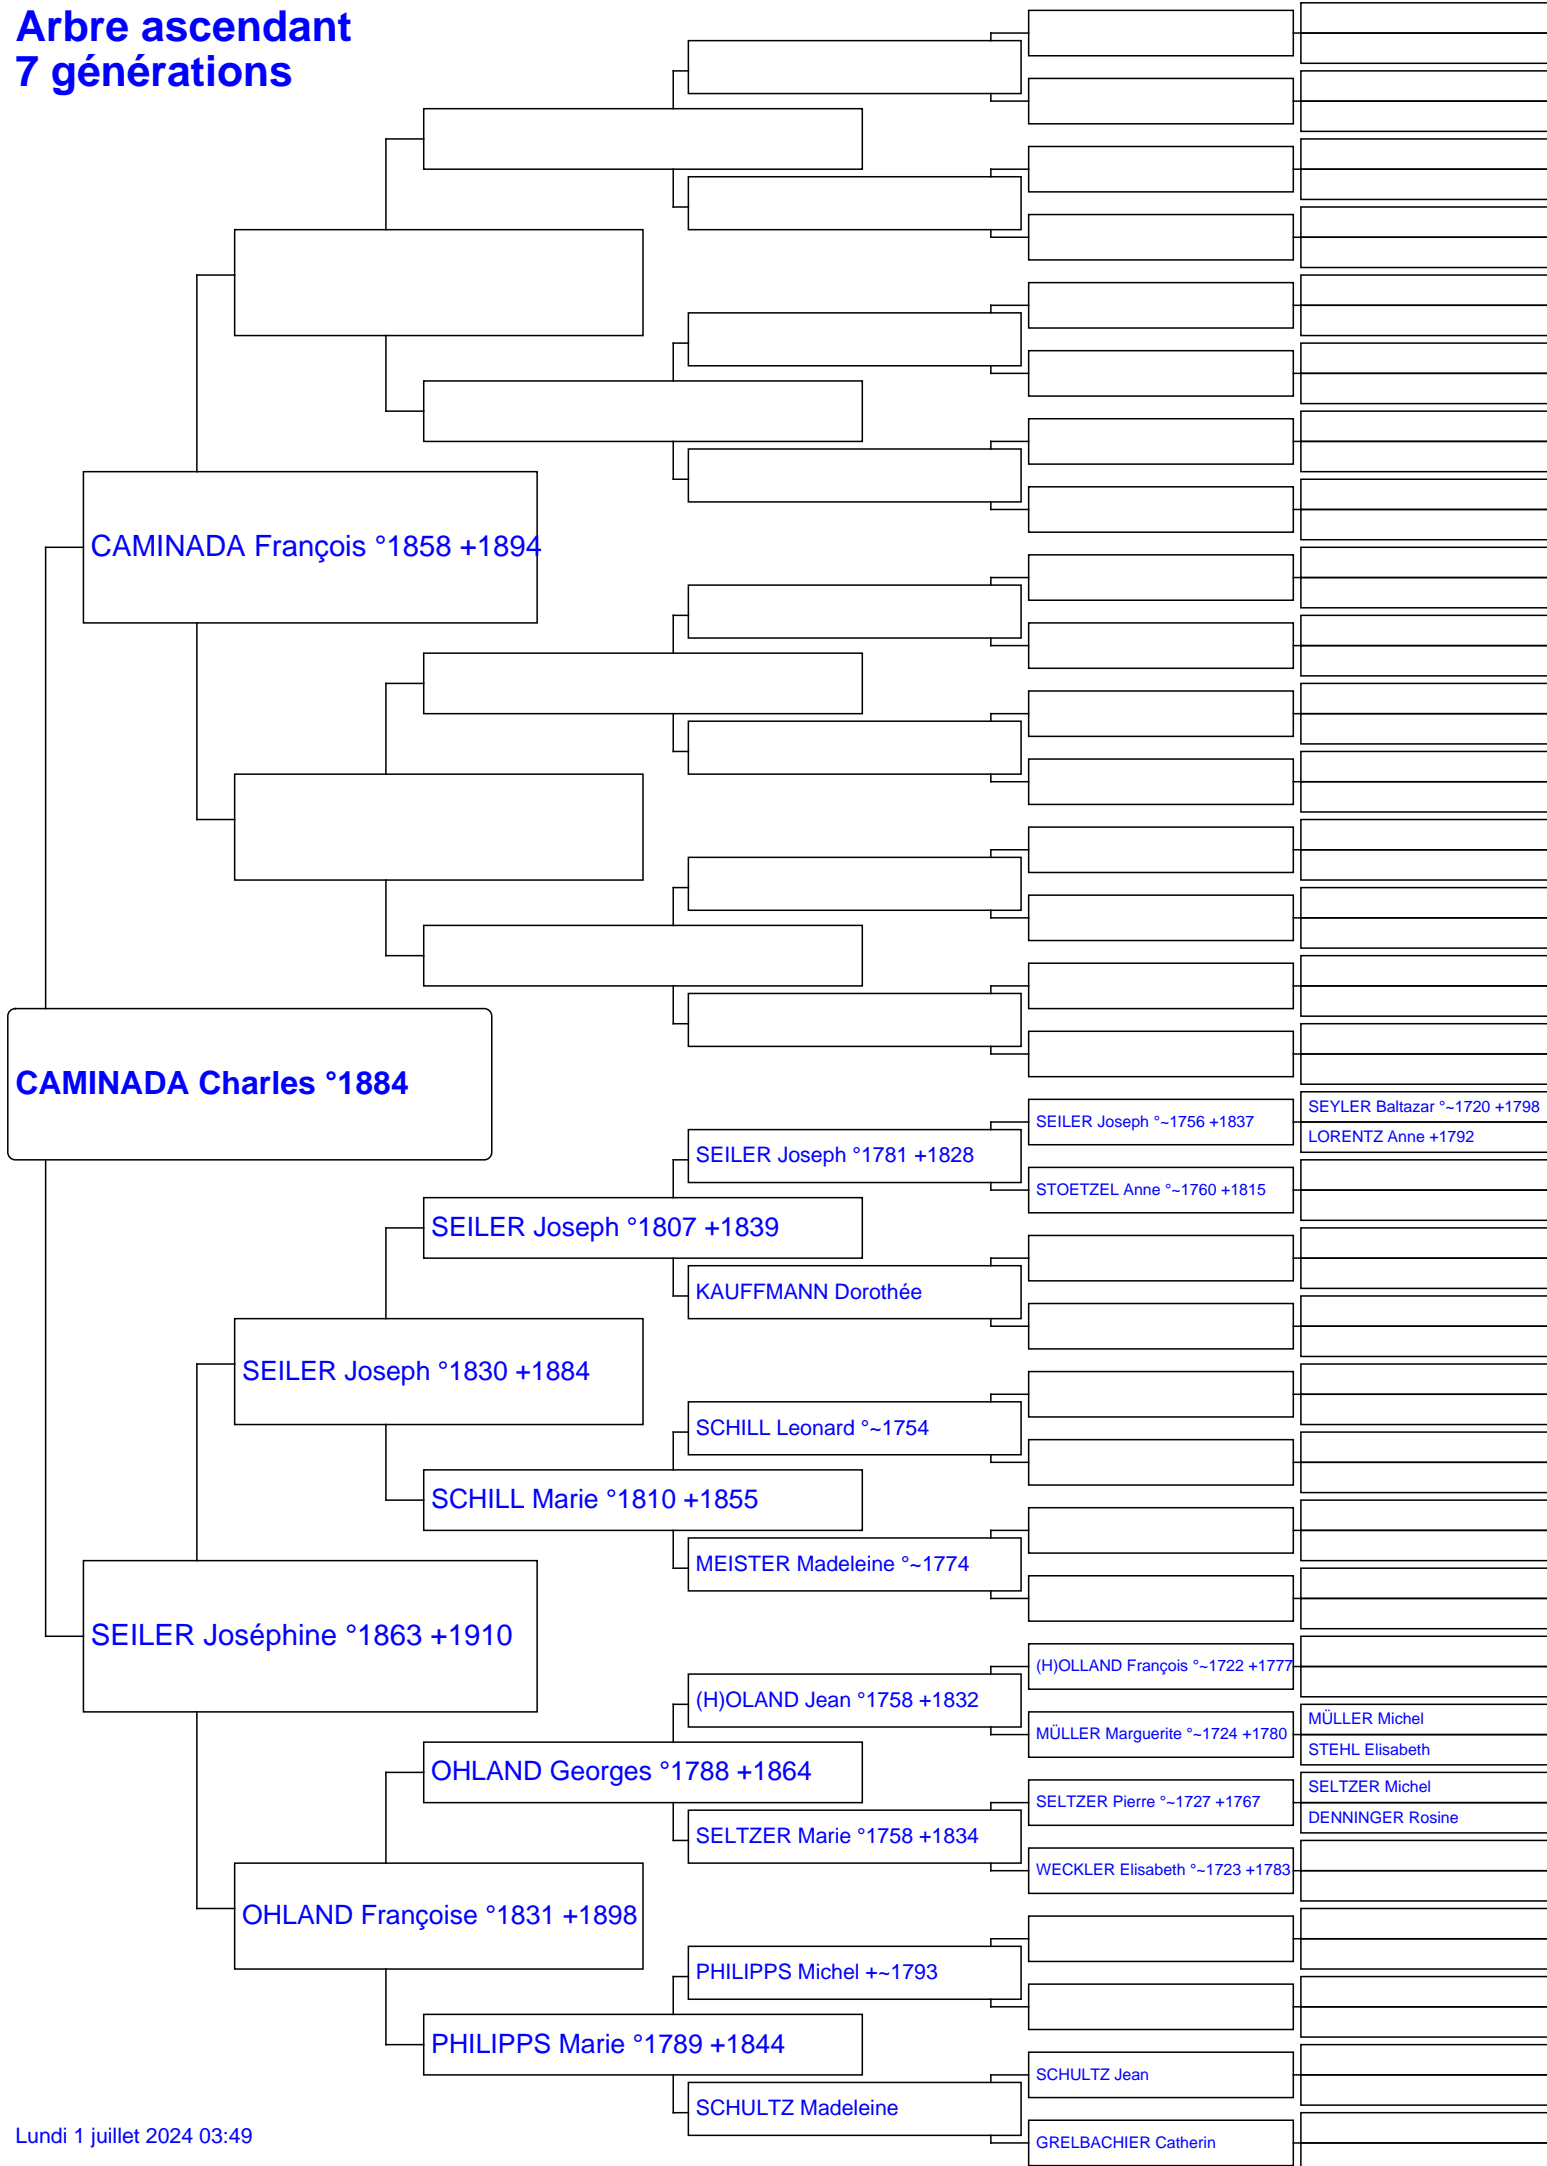 Arbre ascendant
7 générations
CAMINADA François °1858 +1894
CAMINADA Charles °1884
SEYLER Baltazar °~1720 +1798
SEILER Joseph °~1756 +1837
LORENTZ Anne +1792
SEILER Joseph °1781 +1828
STOETZEL Anne °~1760 +1815
SEILER Joseph °1807 +1839
KAUFFMANN Dorothée
SEILER Joseph °1830 +1884
SCHILL Leonard °~1754
SCHILL Marie °1810 +1855
MEISTER Madeleine °~1774
SEILER Joséphine °1863 +1910
(H)OLLAND François °~1722 +1777
(H)OLAND Jean °1758 +1832
MÜLLER Michel
MÜLLER Marguerite °~1724 +1780
STEHL Elisabeth
OHLAND Georges °1788 +1864
SELTZER Michel
SELTZER Pierre °~1727 +1767
DENNINGER Rosine
SELTZER Marie °1758 +1834
WECKLER Elisabeth °~1723 +1783
OHLAND Françoise °1831 +1898
PHILIPPS Michel +~1793
PHILIPPS Marie °1789 +1844
SCHULTZ Jean
SCHULTZ Madeleine
GRELBACHIER Catherin
Lundi 1 juillet 2024 03:49